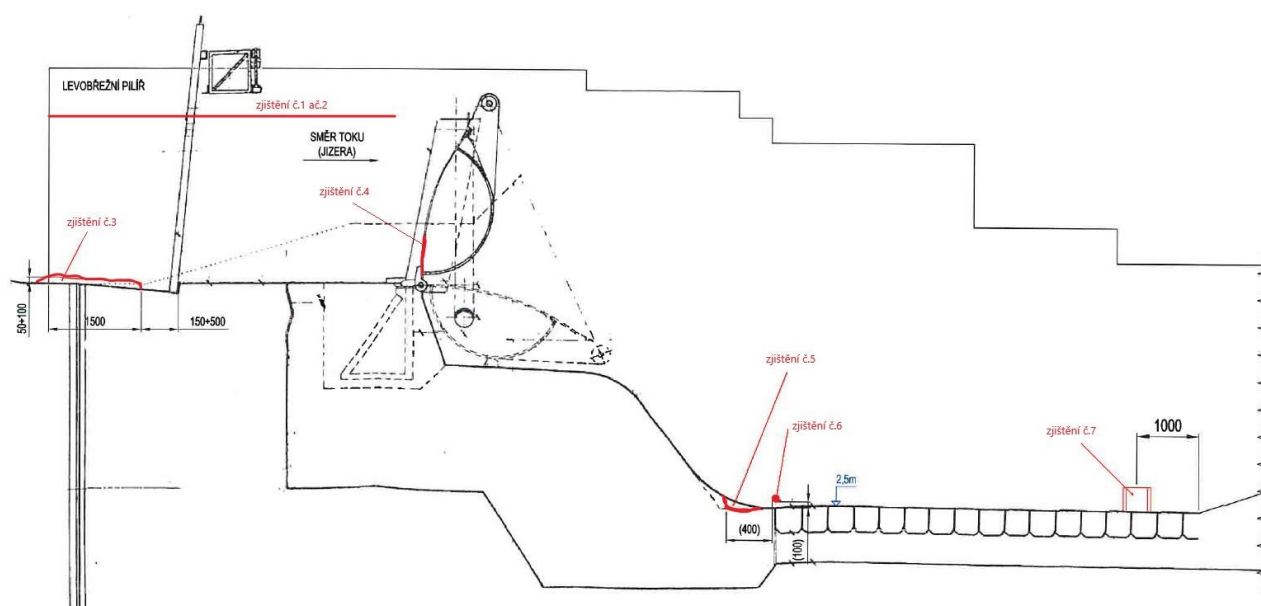 LEVOBŘEŽNÍ PILÍŘ
zjištění č.1 ač.2
SMĚR TOKU
(JIZERA)
zjištění č.4
zjištění č.3
50÷100
1500
150÷500
zjištění č.5
zjištění č.6
zjištění č.7
1000
2,5m
(400)
(100)